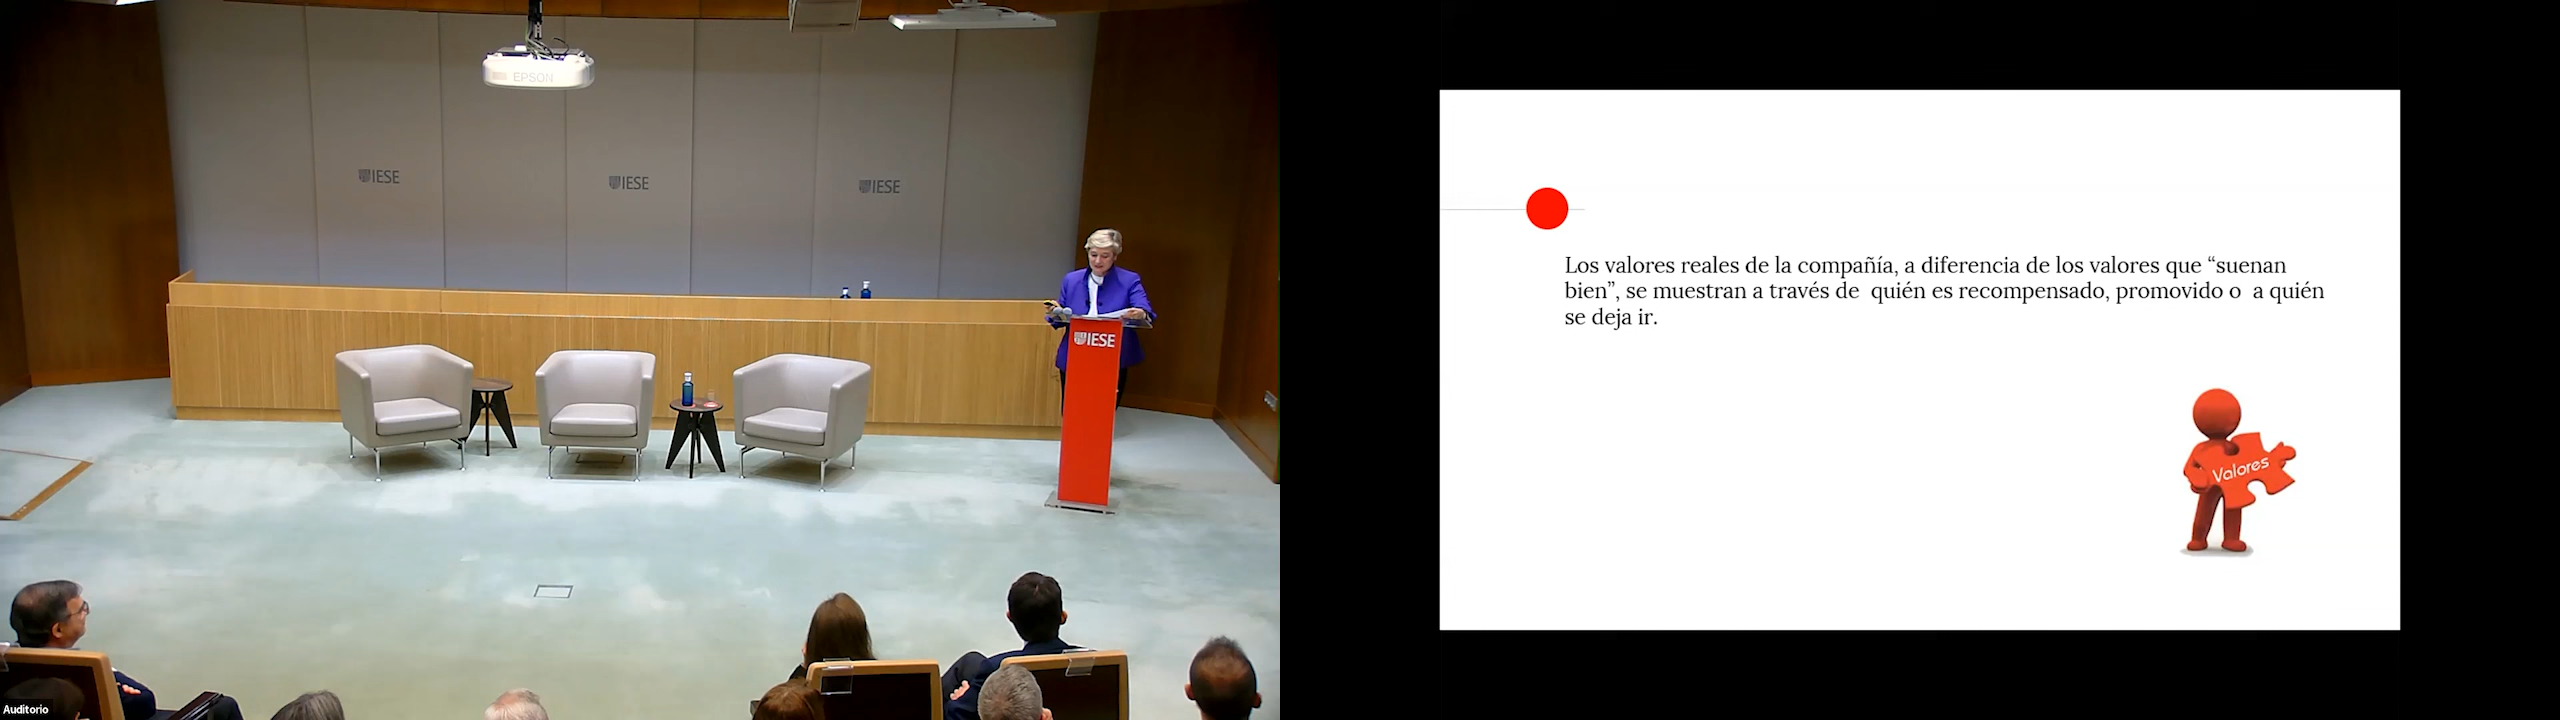 EPSON
IESE
IESE
IESE
IESE
Auditorio
Los valores reales de la compañía, a diferencia de los valores que “suenan
bien”, se muestran a través de  quién es recompensado, promovido o  a quién
se deja ir.
Valores